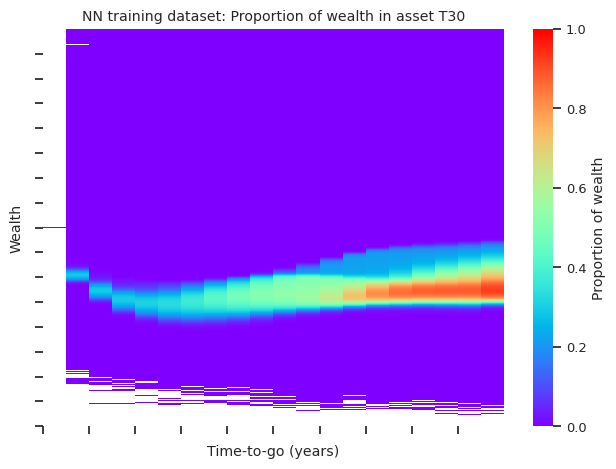 NN training dataset: Proportion of wealth in asset T30
Wealth
Time-to-go (years)
1.0
0.8
0.6
0.4
0.2
0.0
Proportion of wealth